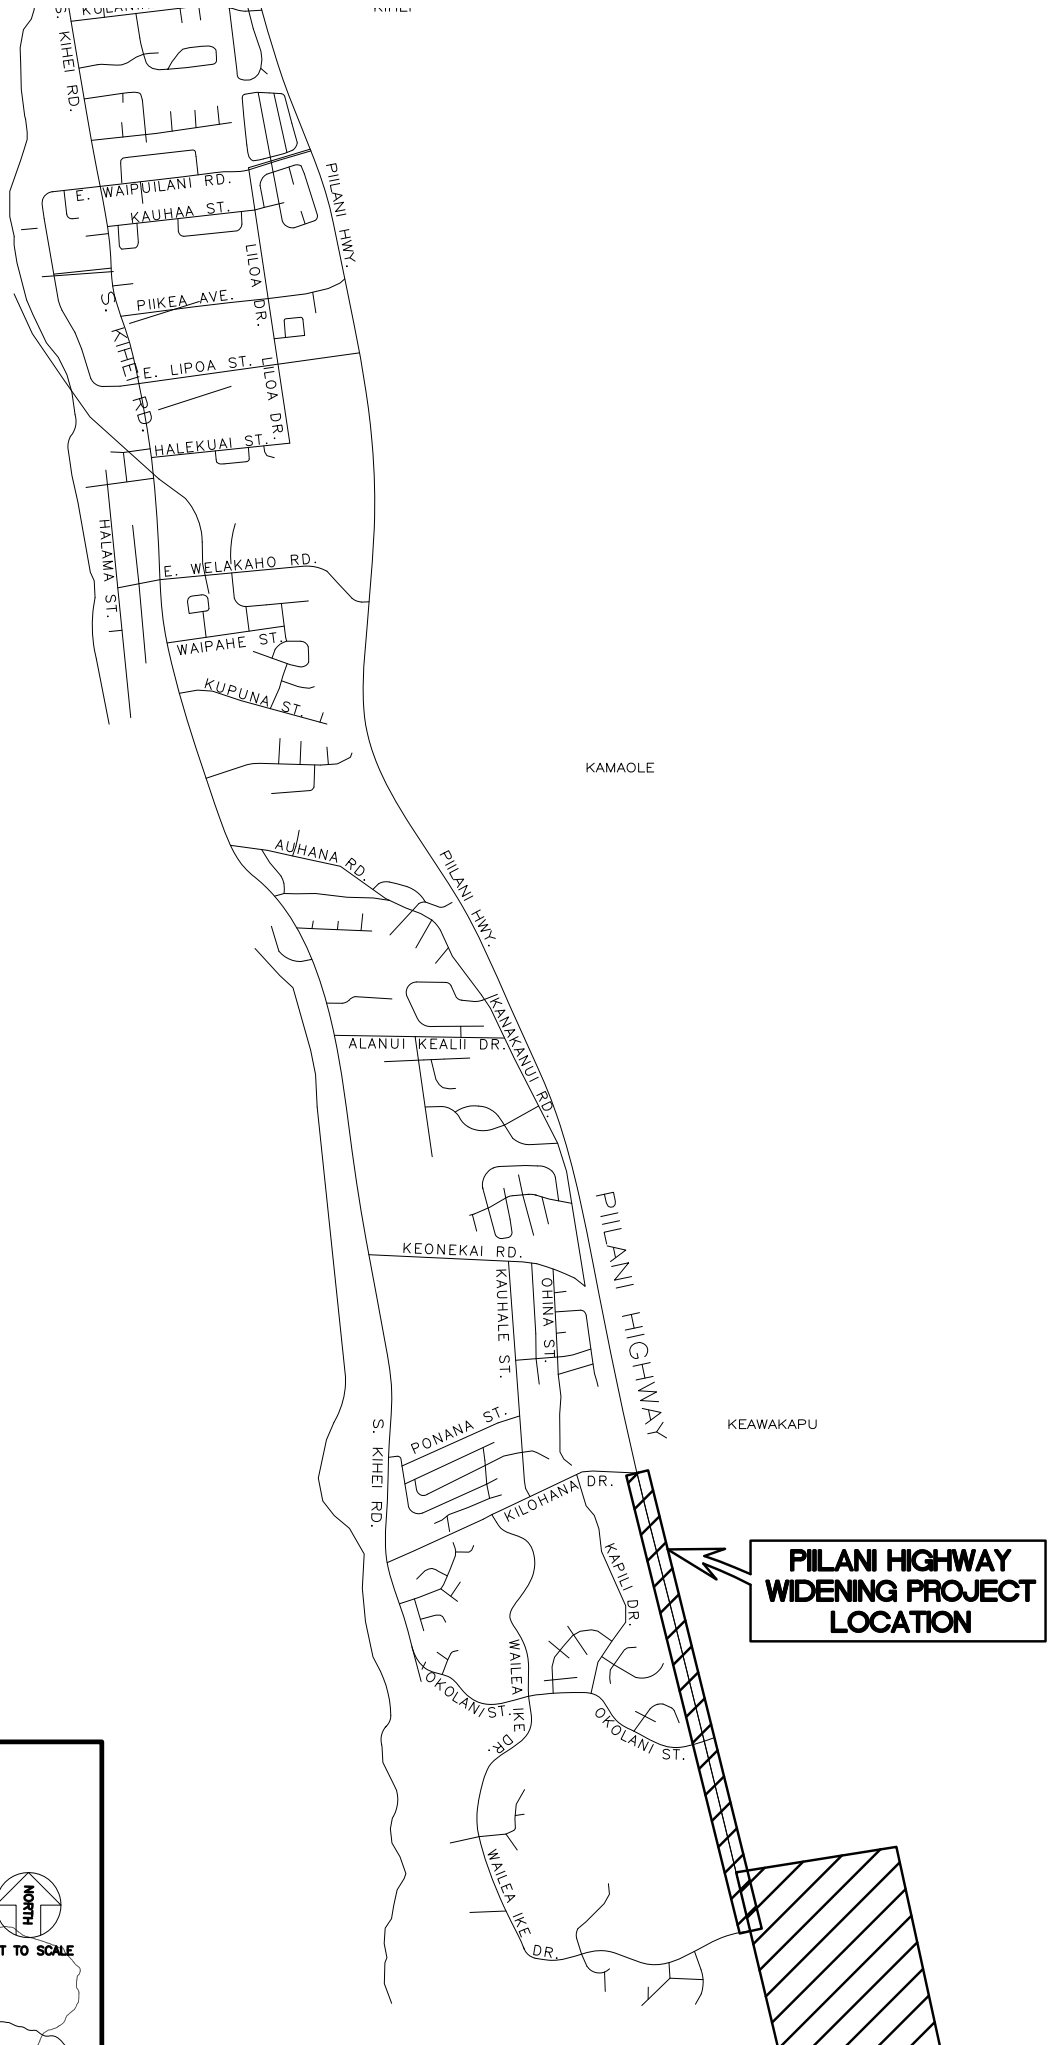 S. KIHEI RD.
E. WAIPUILANI RD.
KAUHAA ST.
PIILANI HWY.
LILOA DR.
PIIKEA AVE.
S. KIHEI RD.
E. LIPOA ST.
LILOA DR.
HALEKUAI ST.
HALAMA ST.
E. WELAKAHO RD.
WAIPAHE ST.
KUPUNA ST.
KAMAOLE
AUHANA RD.
PIILANI HWY.
KANAKANUI RD.
ALANUI KEALII DR.
PIILANI HIGHWAY
KEONEKAI RD.
KAUHALE ST.
OHINA ST.
KEAWAKAPU
PONANA ST.
S. KIHEI RD.
KILOHANA DR.
KAPILI DR.
PIILANI HIGHWAY
WIDENING PROJECT
LOCATION
WAILEA IKE DR.
OKOLANI ST.
OKOLANI ST.
WAILEA IKE DR.
NORTH
T TO SCALE